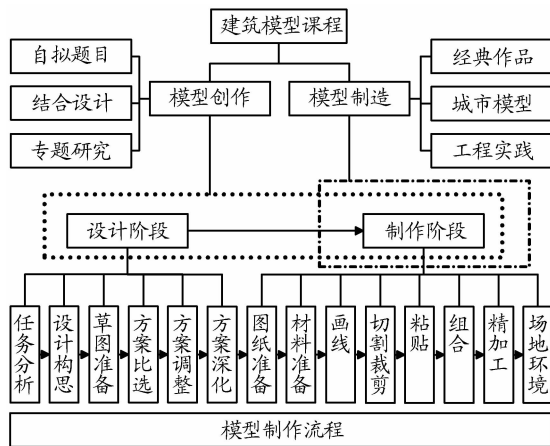 建筑模型课程
自拟题目
经典作品
结合设计
模型创作
模型制造
城市模型
专题研究
工程实践
设计阶段
制作阶段
任务分析
设计构思
草图准备
方案比选
方案调整
方案深化
图纸准备
材料准备
画线
切割裁剪
粘贴
组合
精加工
场地环境
模型制作流程